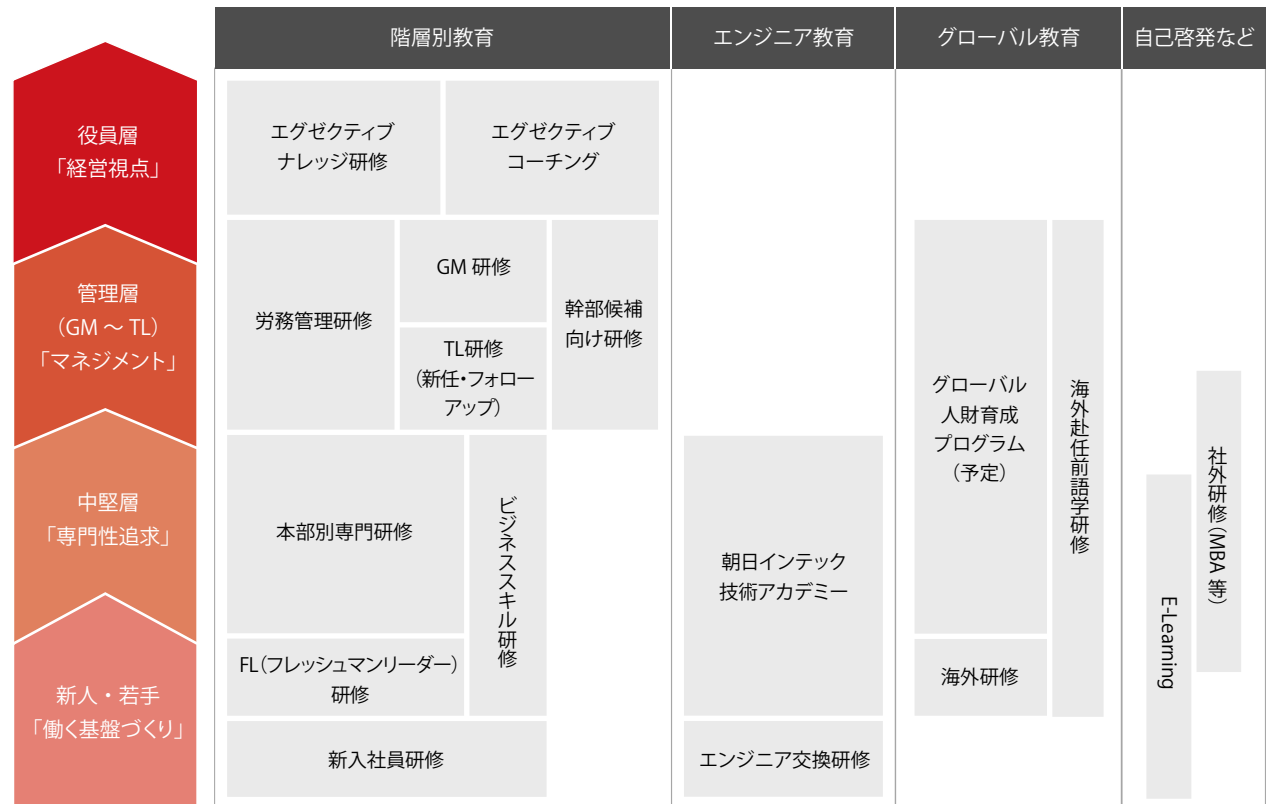 階層別教育
エンジニア教育
グローバル教育
自己啓発など
役員層
「経営視点」
エグゼクティブ
ナレッジ研修
エグゼクティブ
コーチング
管理層
（GM ～ TL）
「マネジメント」
労務管理研修
GM 研修
TL研修
（新任・フォロー
アップ）
幹部候補
向け研修
グローバル
人財育成
プログラム
（予定）
海外赴任前語学研修
社外研修（MBA 等）
中堅層
「専門性追求」
本部別専門研修
ビジネススキル研修
朝日インテック
技術アカデミー
E-Learning
新人・若手
「働く基盤づくり」
FL（フレッシュマンリーダー）
研修
海外研修
新入社員研修
エンジニア交換研修